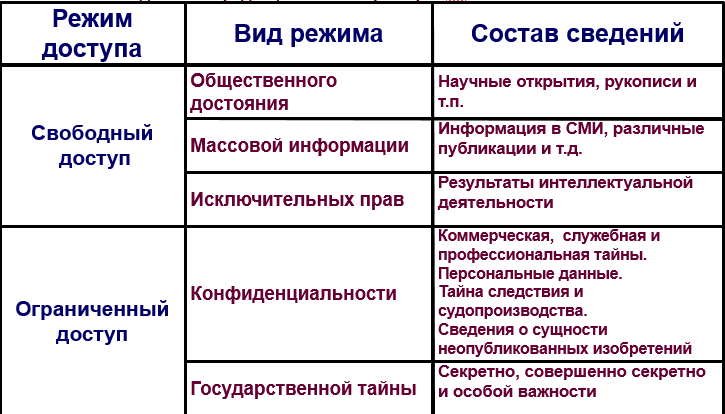 Режим доступа
Вид режима
Состав сведений
Свободный доступ
Общественного
достояния
Научные открытия, рукописи и
т.п.
Массовой информации
Информация в СМИ, различные
публикации и т.д.
Исключительных прав
Результаты интеллектуальной
деятельности
Ограниченный
доступ
Конфиденциальности
Коммерческая, служебная и
профессиональная тайны.
Персональные данные.
Тайна следствия и
судопроизводства.
Сведения о сущности
неопубликованных изобретений
Государственной тайны
Секретно, совершенно секретно
и особой важности